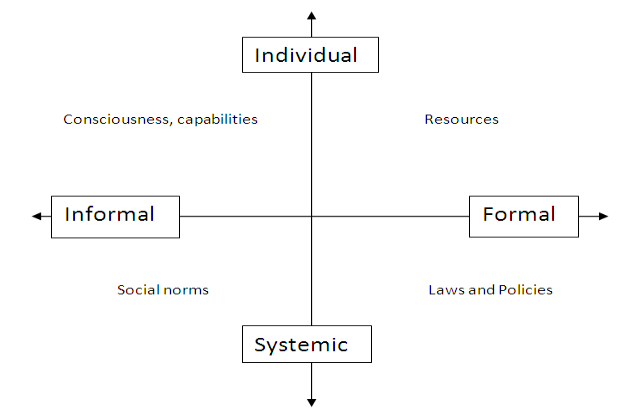 Individual
Consciousness, capabilities
Resources
Informal
Formal
Social norms
Laws and Policies
Systemic